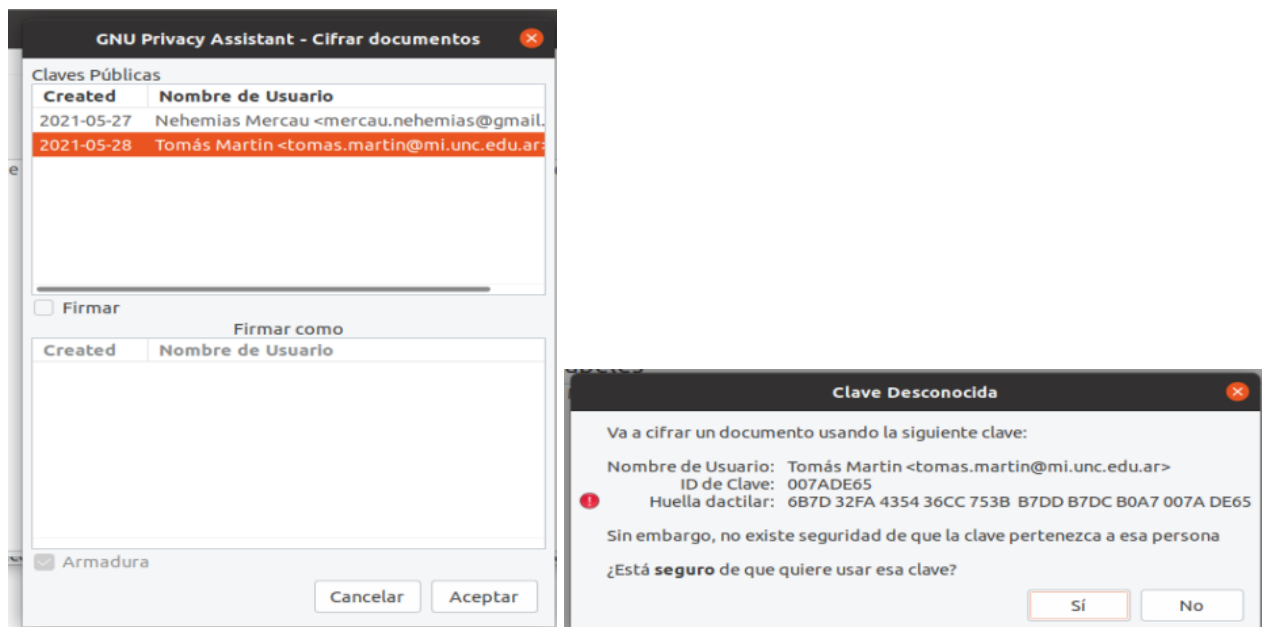 GNU Privacy Assistant - Cifrar documentos
Claves Públicas
Created Nombre de Usuario
2021-05-27 Nehemias Mercau <mercau.nehemias@gmail.
2021-05-28 Tomás Martin <tomas.martin@mi.unc.edu.ar>
Firmar
Firmar como
Created Nombre de Usuario
Armadura
Cancelar Aceptar
Clave Desconocida
Va a cifrar un documento usando la siguiente clave:
Nombre de Usuario: Tomás Martin <tomas.martin@mi.unc.edu.ar>
ID de Clave: 007ADE65
Huella dactilar: 6B7D 32FA 4354 36CC 753B B7DD B7DC B0A7 007A DE65
Sin embargo, no existe seguridad de que la clave pertenezca a esa persona
¿Está seguro de que quiere usar esa clave?
Sí No